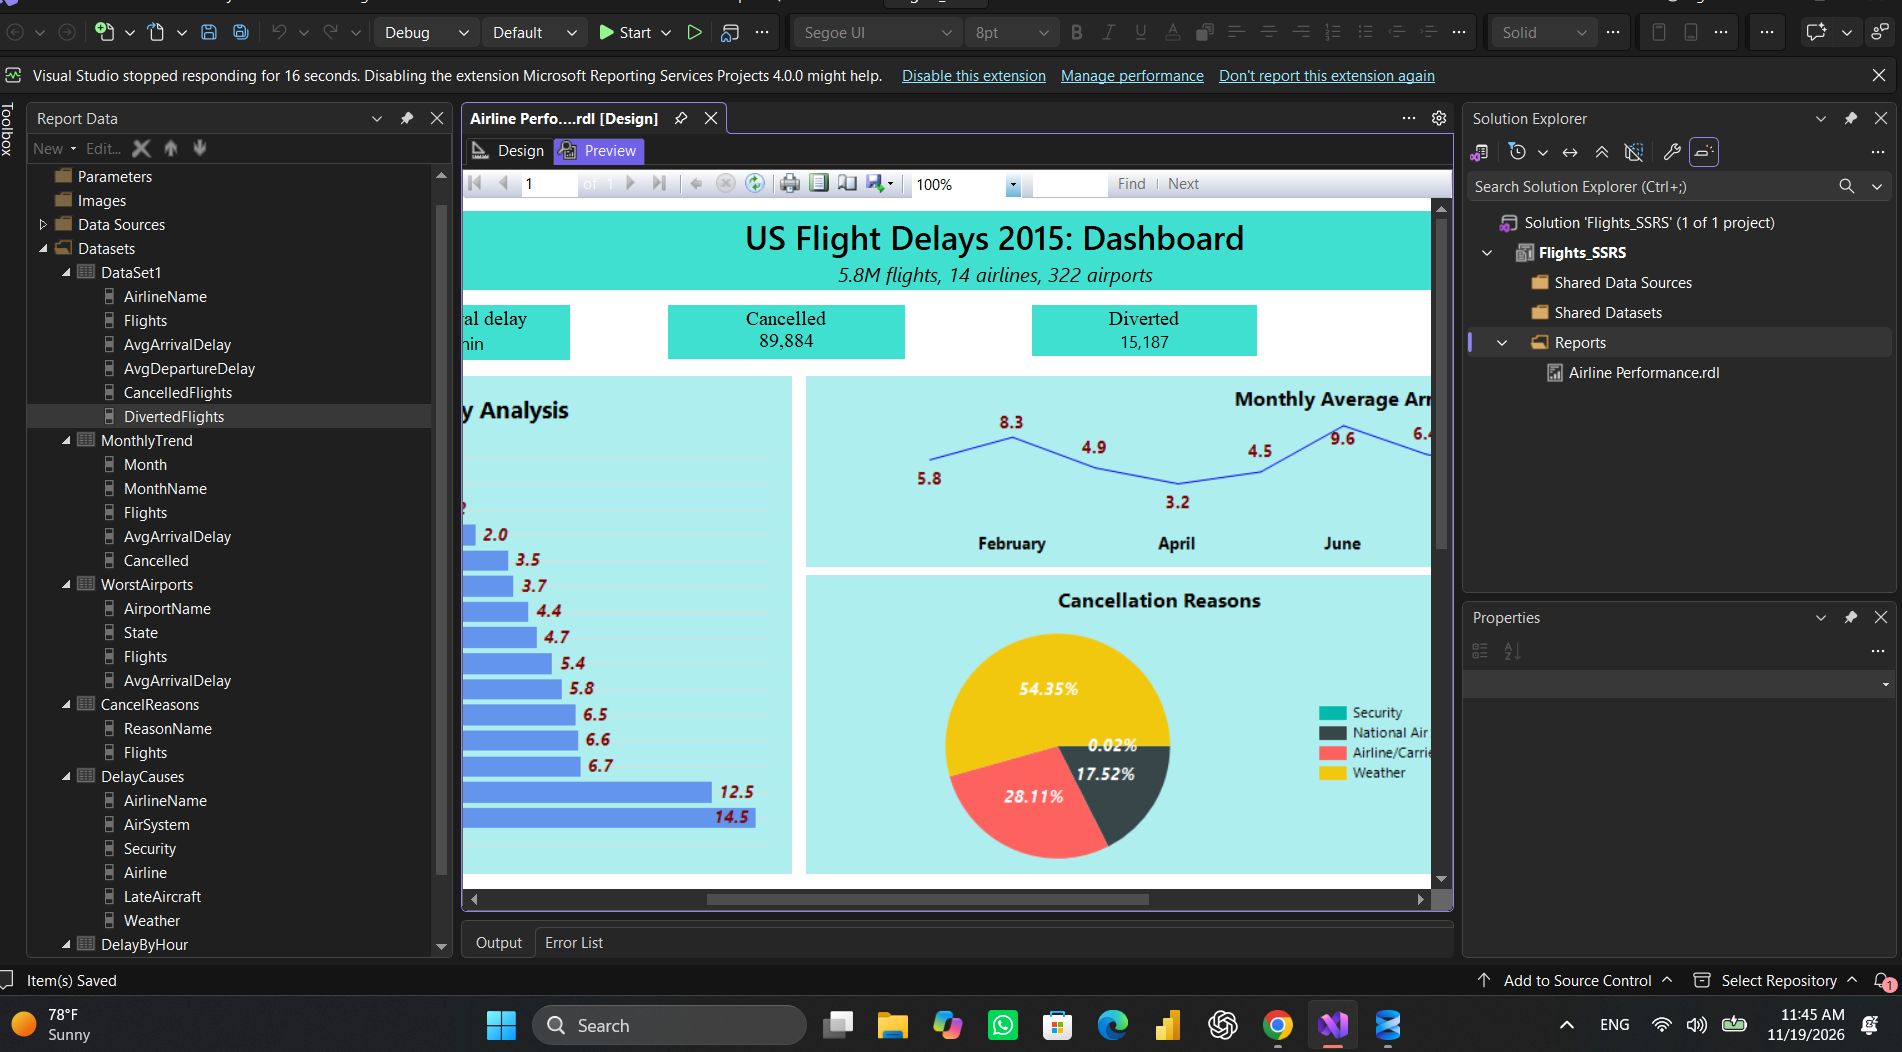 Debug
Default
Start
Segoe UI
8pt
B
I
U
A
Solid
Visual Studio stopped responding for 16 seconds. Disabling the extension Microsoft Reporting Services Projects 4.0.0 might help. Disable this extension Manage performance Don't report this extension again
Toolbox
Report Data
New
Edit...
Parameters
Images
Data Sources
Datasets
DataSet1
AirlineName
Flights
AvgArrivalDelay
AvgDepartureDelay
CancelledFlights
DivertedFlights
MonthlyTrend
Month
MonthName
Flights
AvgArrivalDelay
Cancelled
WorstAirports
AirportName
State
Flights
AvgArrivalDelay
CancelReasons
ReasonName
Flights
DelayCauses
AirlineName
AirSystem
Security
Airline
LateAircraft
Weather
DelayByHour
Airline Perfo....rdl [Design]
Design
Preview
1
of 1
100%
Find
Next
US Flight Delays 2015: Dashboard
5.8M flights, 14 airlines, 322 airports
al delay
min
Cancelled
89,884
Diverted
15,187
y Analysis
2.0
3.5
3.7
4.4
4.7
5.4
5.8
6.5
6.6
6.7
12.5
14.5
Monthly Average Arr
5.8
8.3
4.9
3.2
4.5
9.6
6.4
February
April
June
Cancellation Reasons
54.35%
0.02%
17.52%
28.11%
Security
National Air
Airline/Carrie
Weather
Output
Error List
Solution Explorer
Search Solution Explorer (Ctrl+;)
Solution 'Flights_SSRS' (1 of 1 project)
Flights_SSRS
Shared Data Sources
Shared Datasets
Reports
Airline Performance.rdl
Properties
Item(s) Saved
Add to Source Control
Select Repository
1
78°F
Sunny
Search
ENG
11:45 AM
11/19/2026